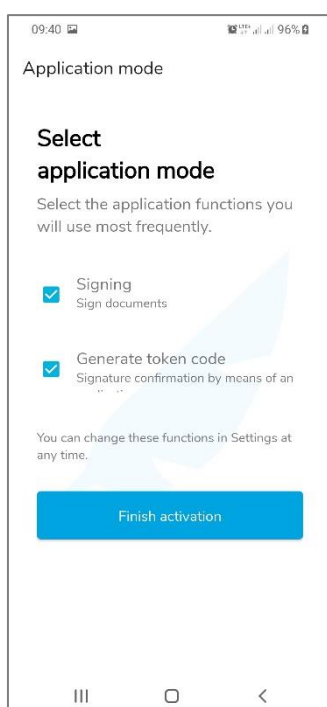 09:40 96%
Application mode
Select
application mode
Select the application functions you
will use most frequently.
Signing
Sign documents
Generate token code
Signature confirmation by means of an
You can change these functions in Settings at
any time.
Finish activation